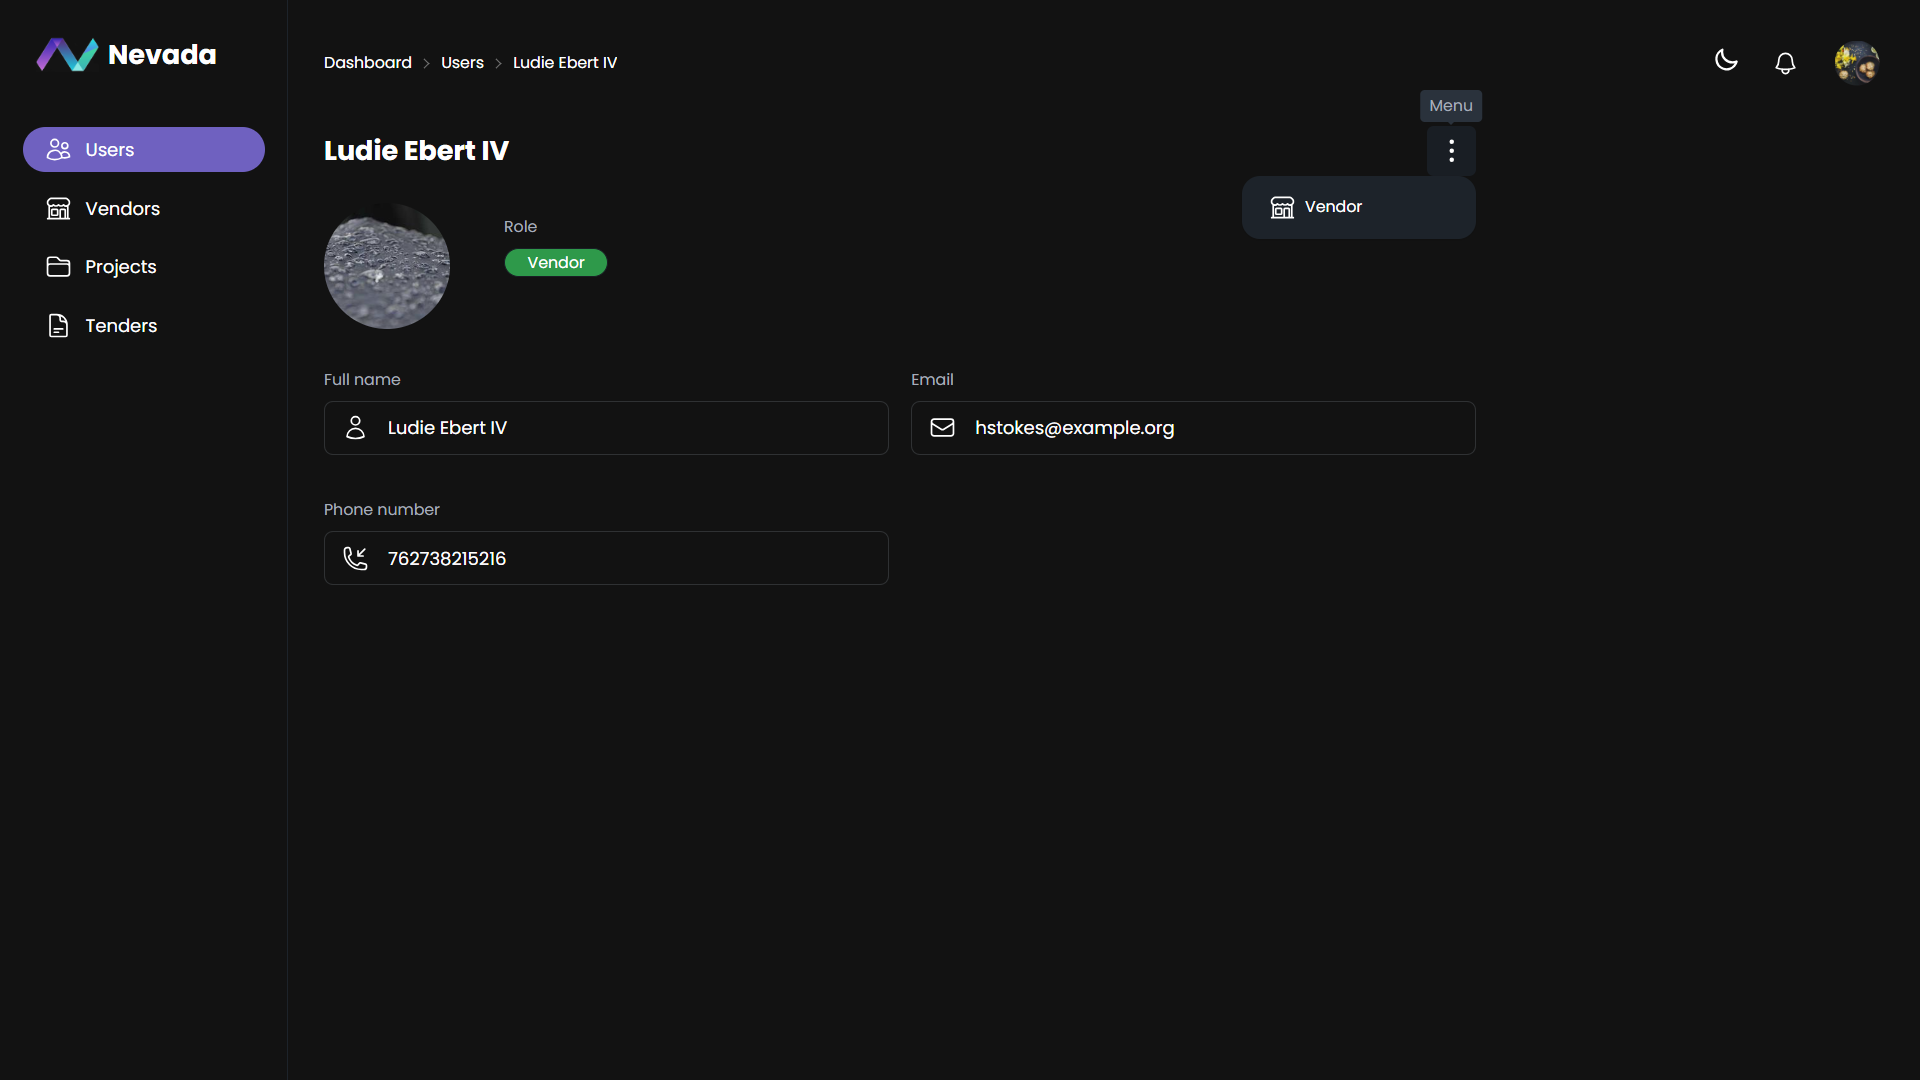 Nevada
Dashboard > Users > Ludie Ebert IV
Menu
Users
Vendors
Projects
Tenders
Ludie Ebert IV
Vendor
Role
Vendor
Full name
Ludie Ebert IV
Email
hstokes@example.org
Phone number
762738215216